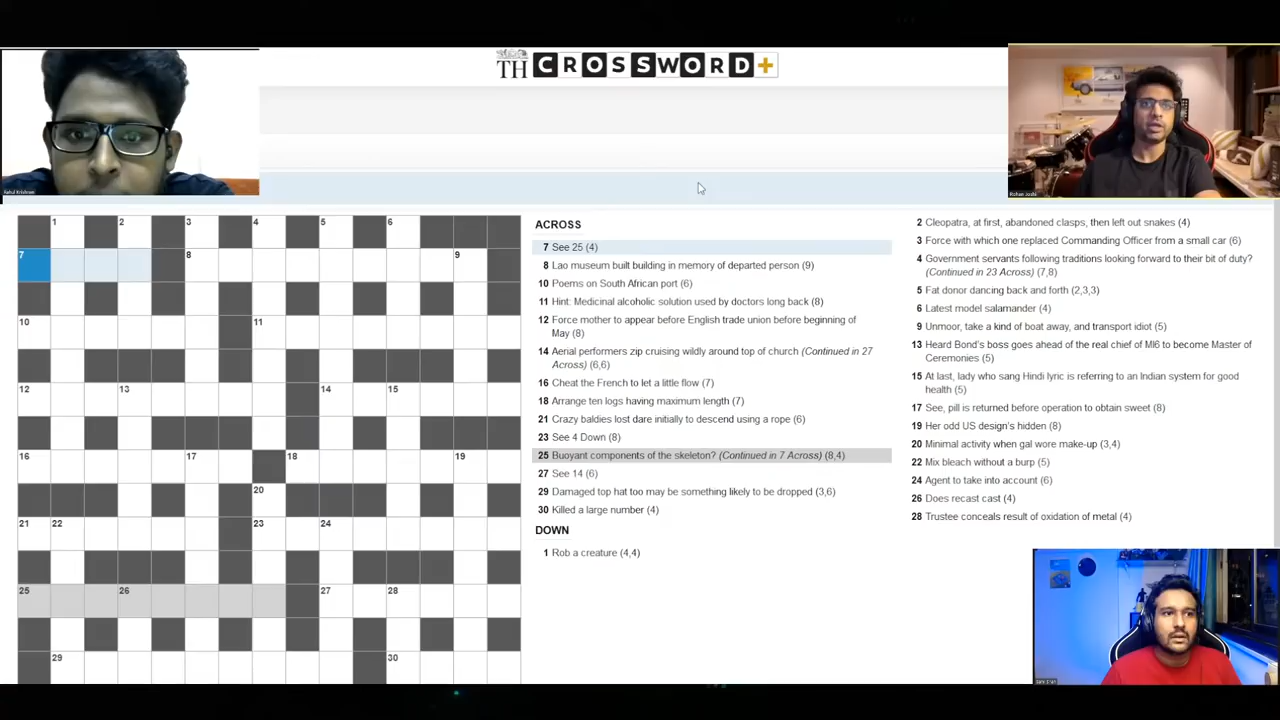 TH CROSSWORD+
Rahul Krishnan
Rohan Joshi
1 2 3 4 5 6
7 8 9
10 11
12 13 14 15
16 17 18 19
20
21 22 23 24
25 26 27 28
29 30
ACROSS
7 See 25 (4)
8 Lao museum built building in memory of departed person (9)
10 Poems on South African port (6)
11 Hint: Medicinal alcoholic solution used by doctors long back (8)
12 Force mother to appear before English trade union before beginning of
May (8)
14 Aerial performers zip cruising wildly around top of church (Continued in 27
Across) (6,6)
16 Cheat the French to let a little flow (7)
18 Arrange ten logs having maximum length (7)
21 Crazy baldies lost dare initially to descend using a rope (6)
23 See 4 Down (8)
25 Buoyant components of the skeleton? (Continued in 7 Across) (8,4)
27 See 14 (6)
29 Damaged top hat too may be something likely to be dropped (3,6)
30 Killed a large number (4)
DOWN
1 Rob a creature (4,4)
2 Cleopatra, at first, abandoned clasps, then left out snakes (4)
3 Force with which one replaced Commanding Officer from a small car (6)
4 Government servants following traditions looking forward to their bit of duty?
(Continued in 23 Across) (7,8)
5 Fat donor dancing back and forth (2,3,3)
6 Latest model salamander (4)
9 Unmoor, take a kind of boat away, and transport idiot (5)
13 Heard Bond's boss goes ahead of the real chief of MI6 to become Master of
Ceremonies (5)
15 At last, lady who sang Hindi lyric is referring to an Indian system for good
health (5)
17 See, pill is returned before operation to obtain sweet (8)
19 Her odd US design's hidden (8)
20 Minimal activity when gal wore make-up (3,4)
22 Mix bleach without a burp (5)
24 Agent to take into account (6)
26 Does recast cast (4)
28 Trustee conceals result of oxidation of metal (4)